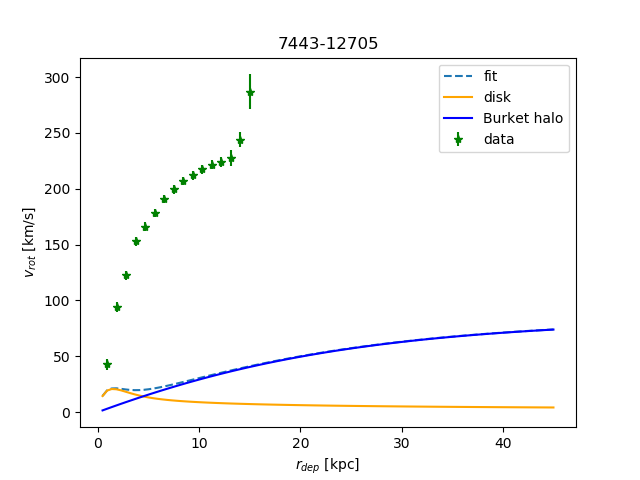 7443-12705
300
250
200
150
100
50
0
v_rot [km/s]
fit
disk
Burket halo
data
0 10 20 30 40
r_dep [kpc]